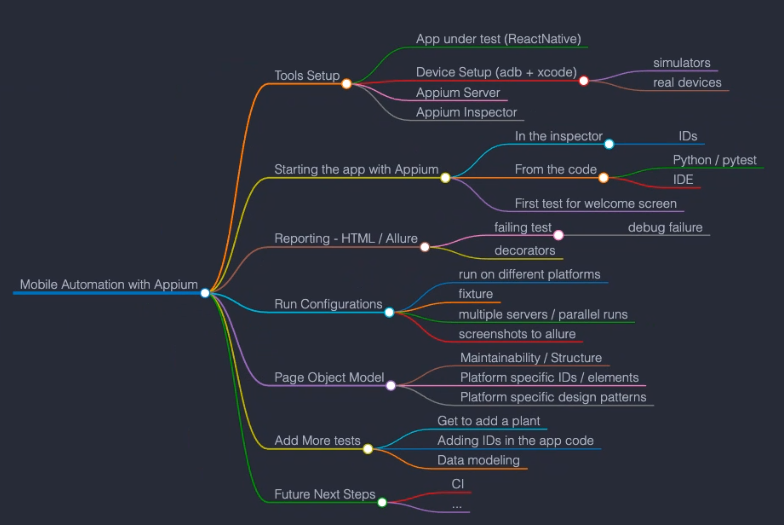 Mobile Automation with Appium
Tools Setup
App under test (ReactNative)
Device Setup (adb + xcode)
simulators
real devices
Appium Server
Appium Inspector
Starting the app with Appium
In the inspector
IDs
From the code
Python / pytest
IDE
First test for welcome screen
Reporting - HTML / Allure
failing test
debug failure
decorators
Run Configurations
run on different platforms
fixture
multiple servers / parallel runs
screenshots to allure
Page Object Model
Maintainability / Structure
Platform specific IDs / elements
Platform specific design patterns
Add More tests
Get to add a plant
Adding IDs in the app code
Data modeling
Future Next Steps
CI
...